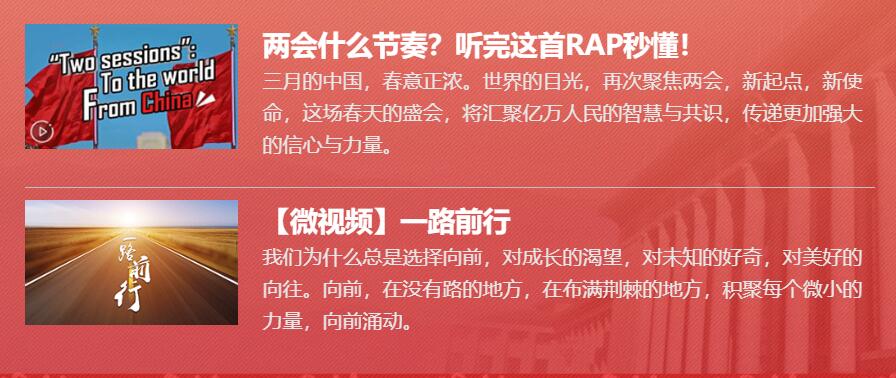 "Two sessions":
To the world
From China
两会什么节奏？听完这首RAP秒懂！
三月的中国，春意正浓。世界的目光，再次聚焦两会，新起点，新使
命，这场春天的盛会，将汇聚亿万人民的智慧与共识，传递更加强大
的信心与力量。
一路前行
【微视频】一路前行
我们为什么总是选择向前，对成长的渴望，对未知的好奇，对美好的
向往。向前，在没有路的地方，在布满荆棘的地方，积聚每个微小的
力量，向前涌动。